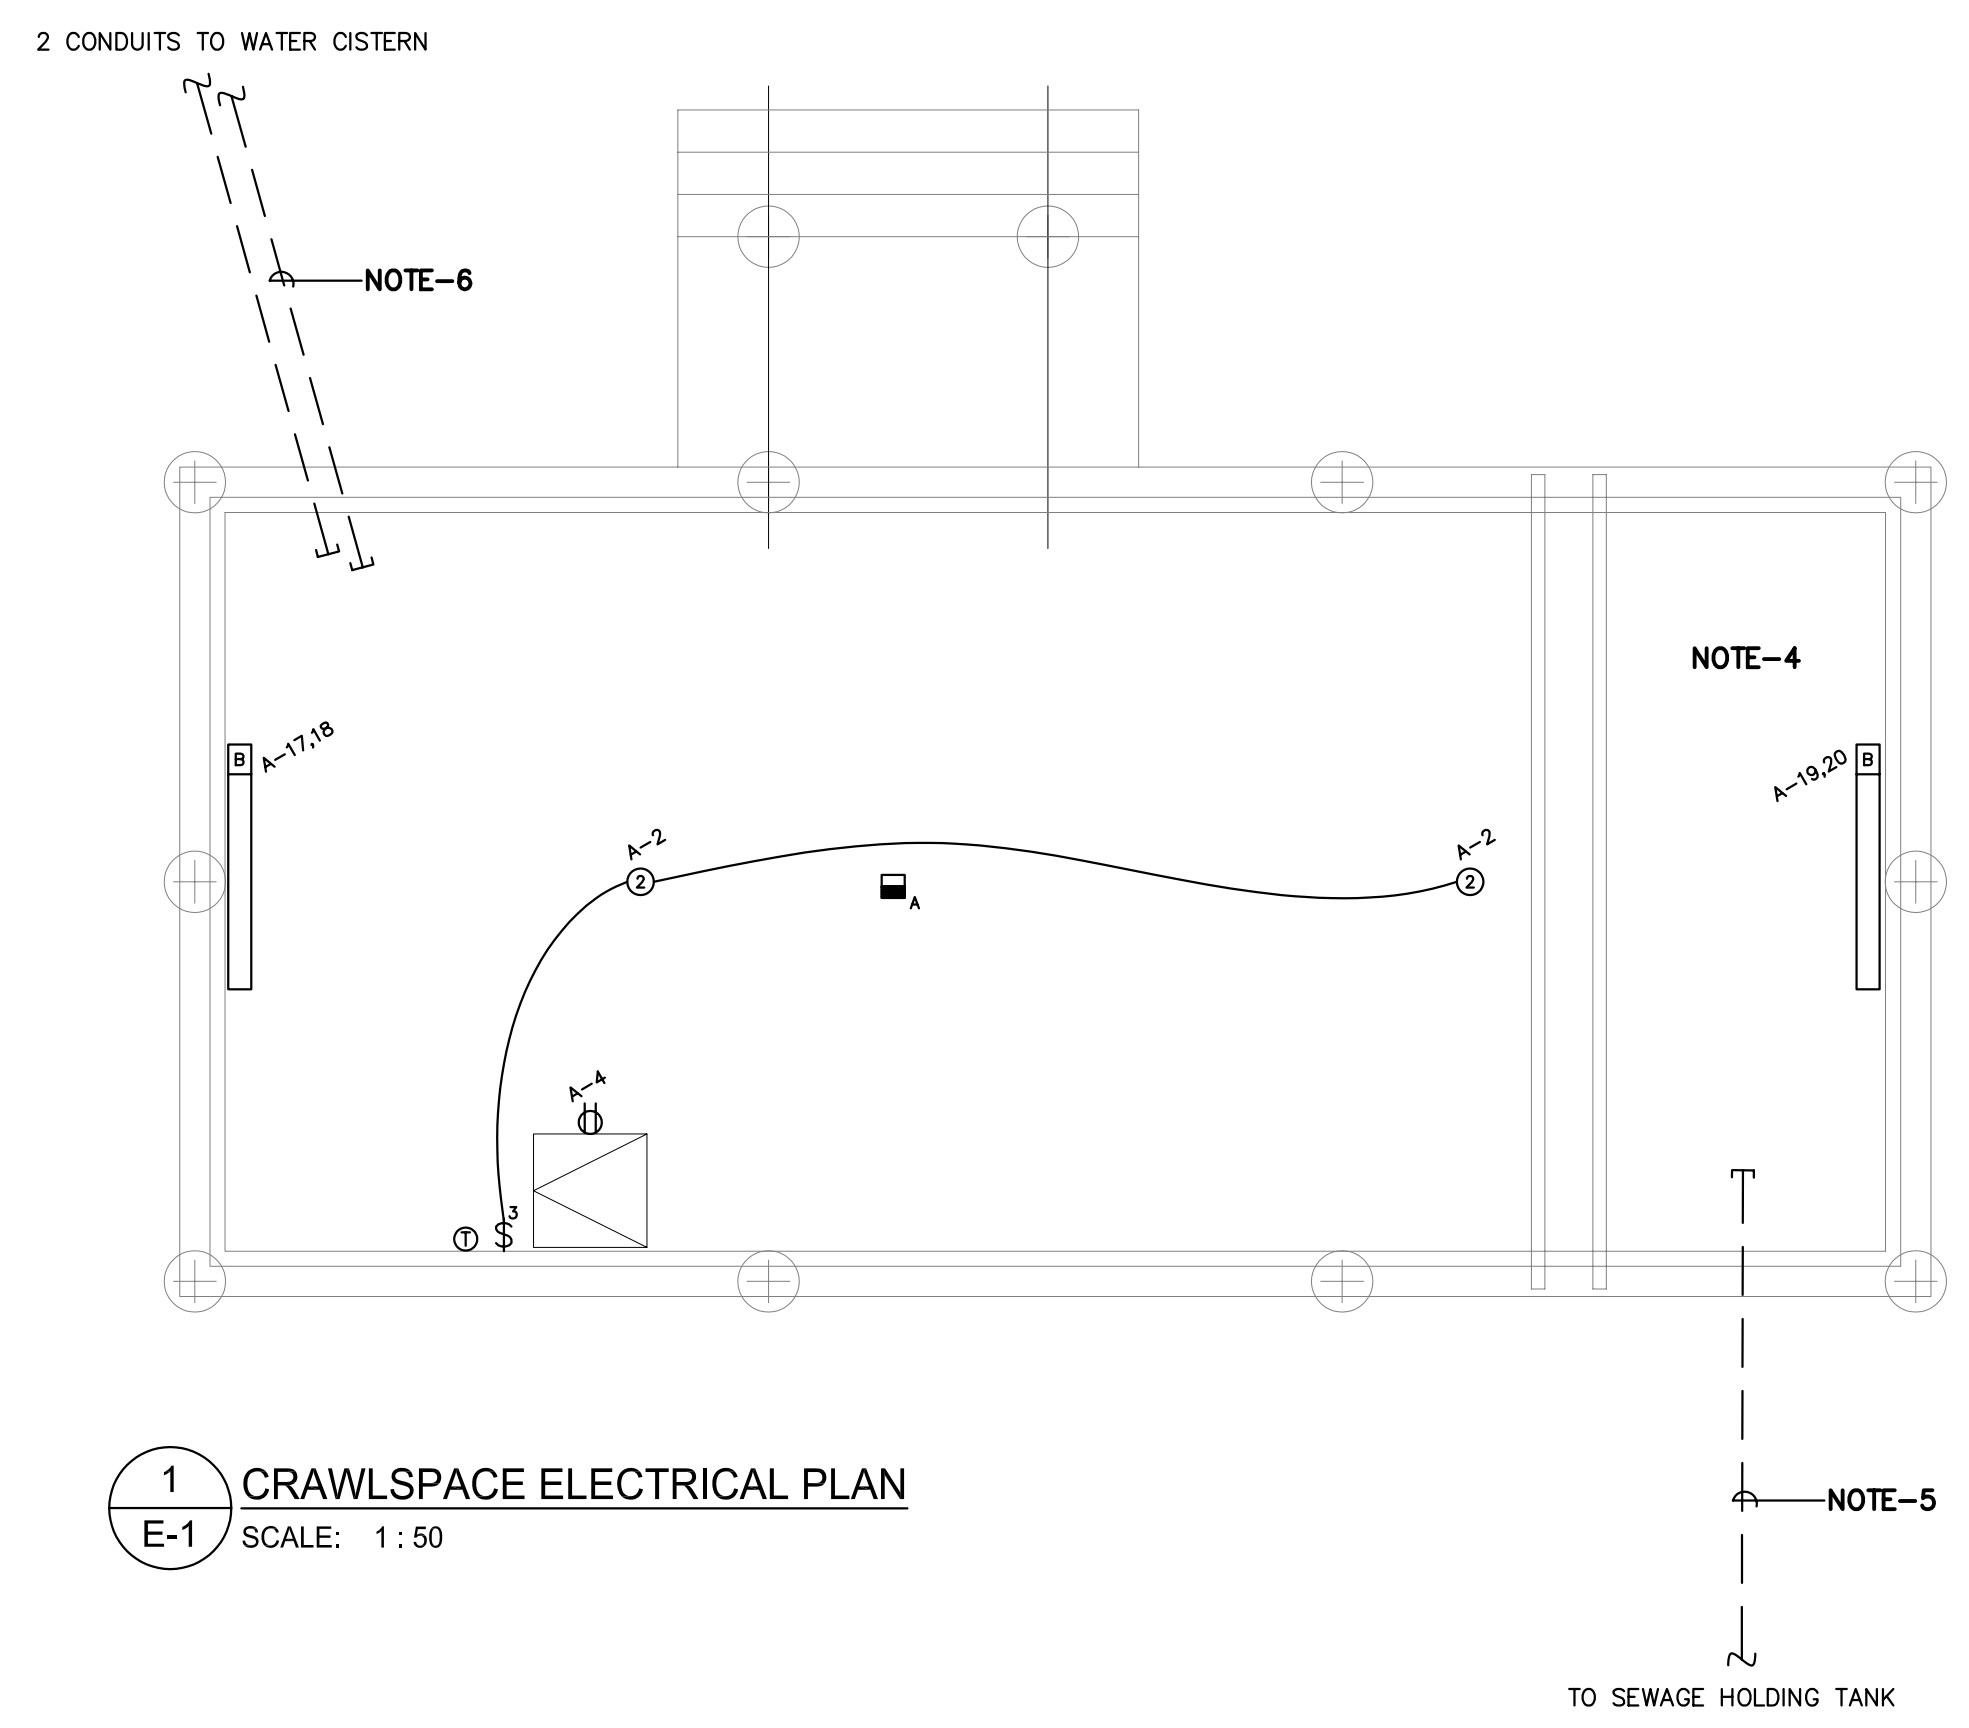 2 CONDUITS TO WATER CISTERN
NOTE-6
NOTE-4
B
A-17,18
B
A-19,20
A-2
2
A-2
2
A
A-4
3
T
$
1
E-1
CRAWLSPACE ELECTRICAL PLAN
SCALE: 1 : 50
NOTE-5
TO SEWAGE HOLDING TANK